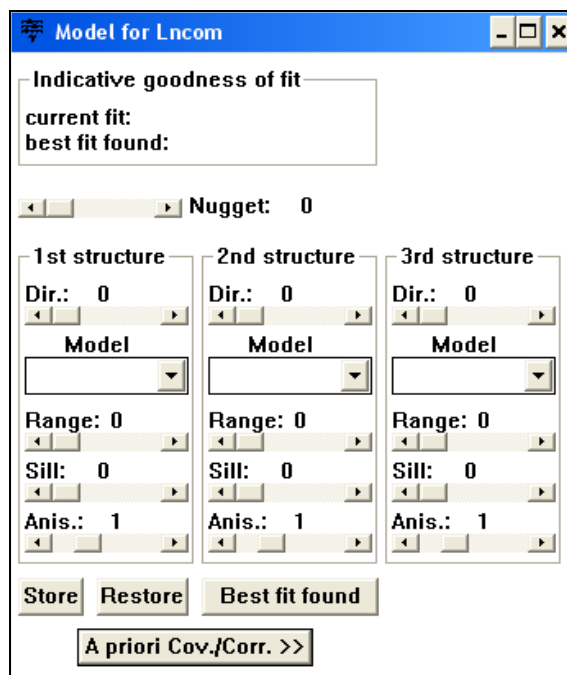 Model for Lncom
Indicative goodness of fit
current fit:
best fit found:
Nugget: 0
1st structure 2nd structure 3rd structure
Dir.: 0 Dir.: 0 Dir.: 0
Model Model Model
Range: 0 Range: 0 Range: 0
Sill: 0 Sill: 0 Sill: 0
Anis.: 1 Anis.: 1 Anis.: 1
Store Restore Best fit found
A priori Cov./Corr. >>